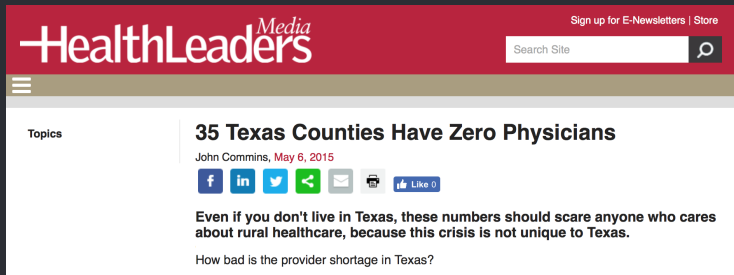 Sign up for E-Newsletters | Store
HealthLeaders Media
Search Site
Topics
35 Texas Counties Have Zero Physicians
John Commins, May 6, 2015
f in Like 0
Even if you don't live in Texas, these numbers should scare anyone who cares
about rural healthcare, because this crisis is not unique to Texas.
How bad is the provider shortage in Texas?